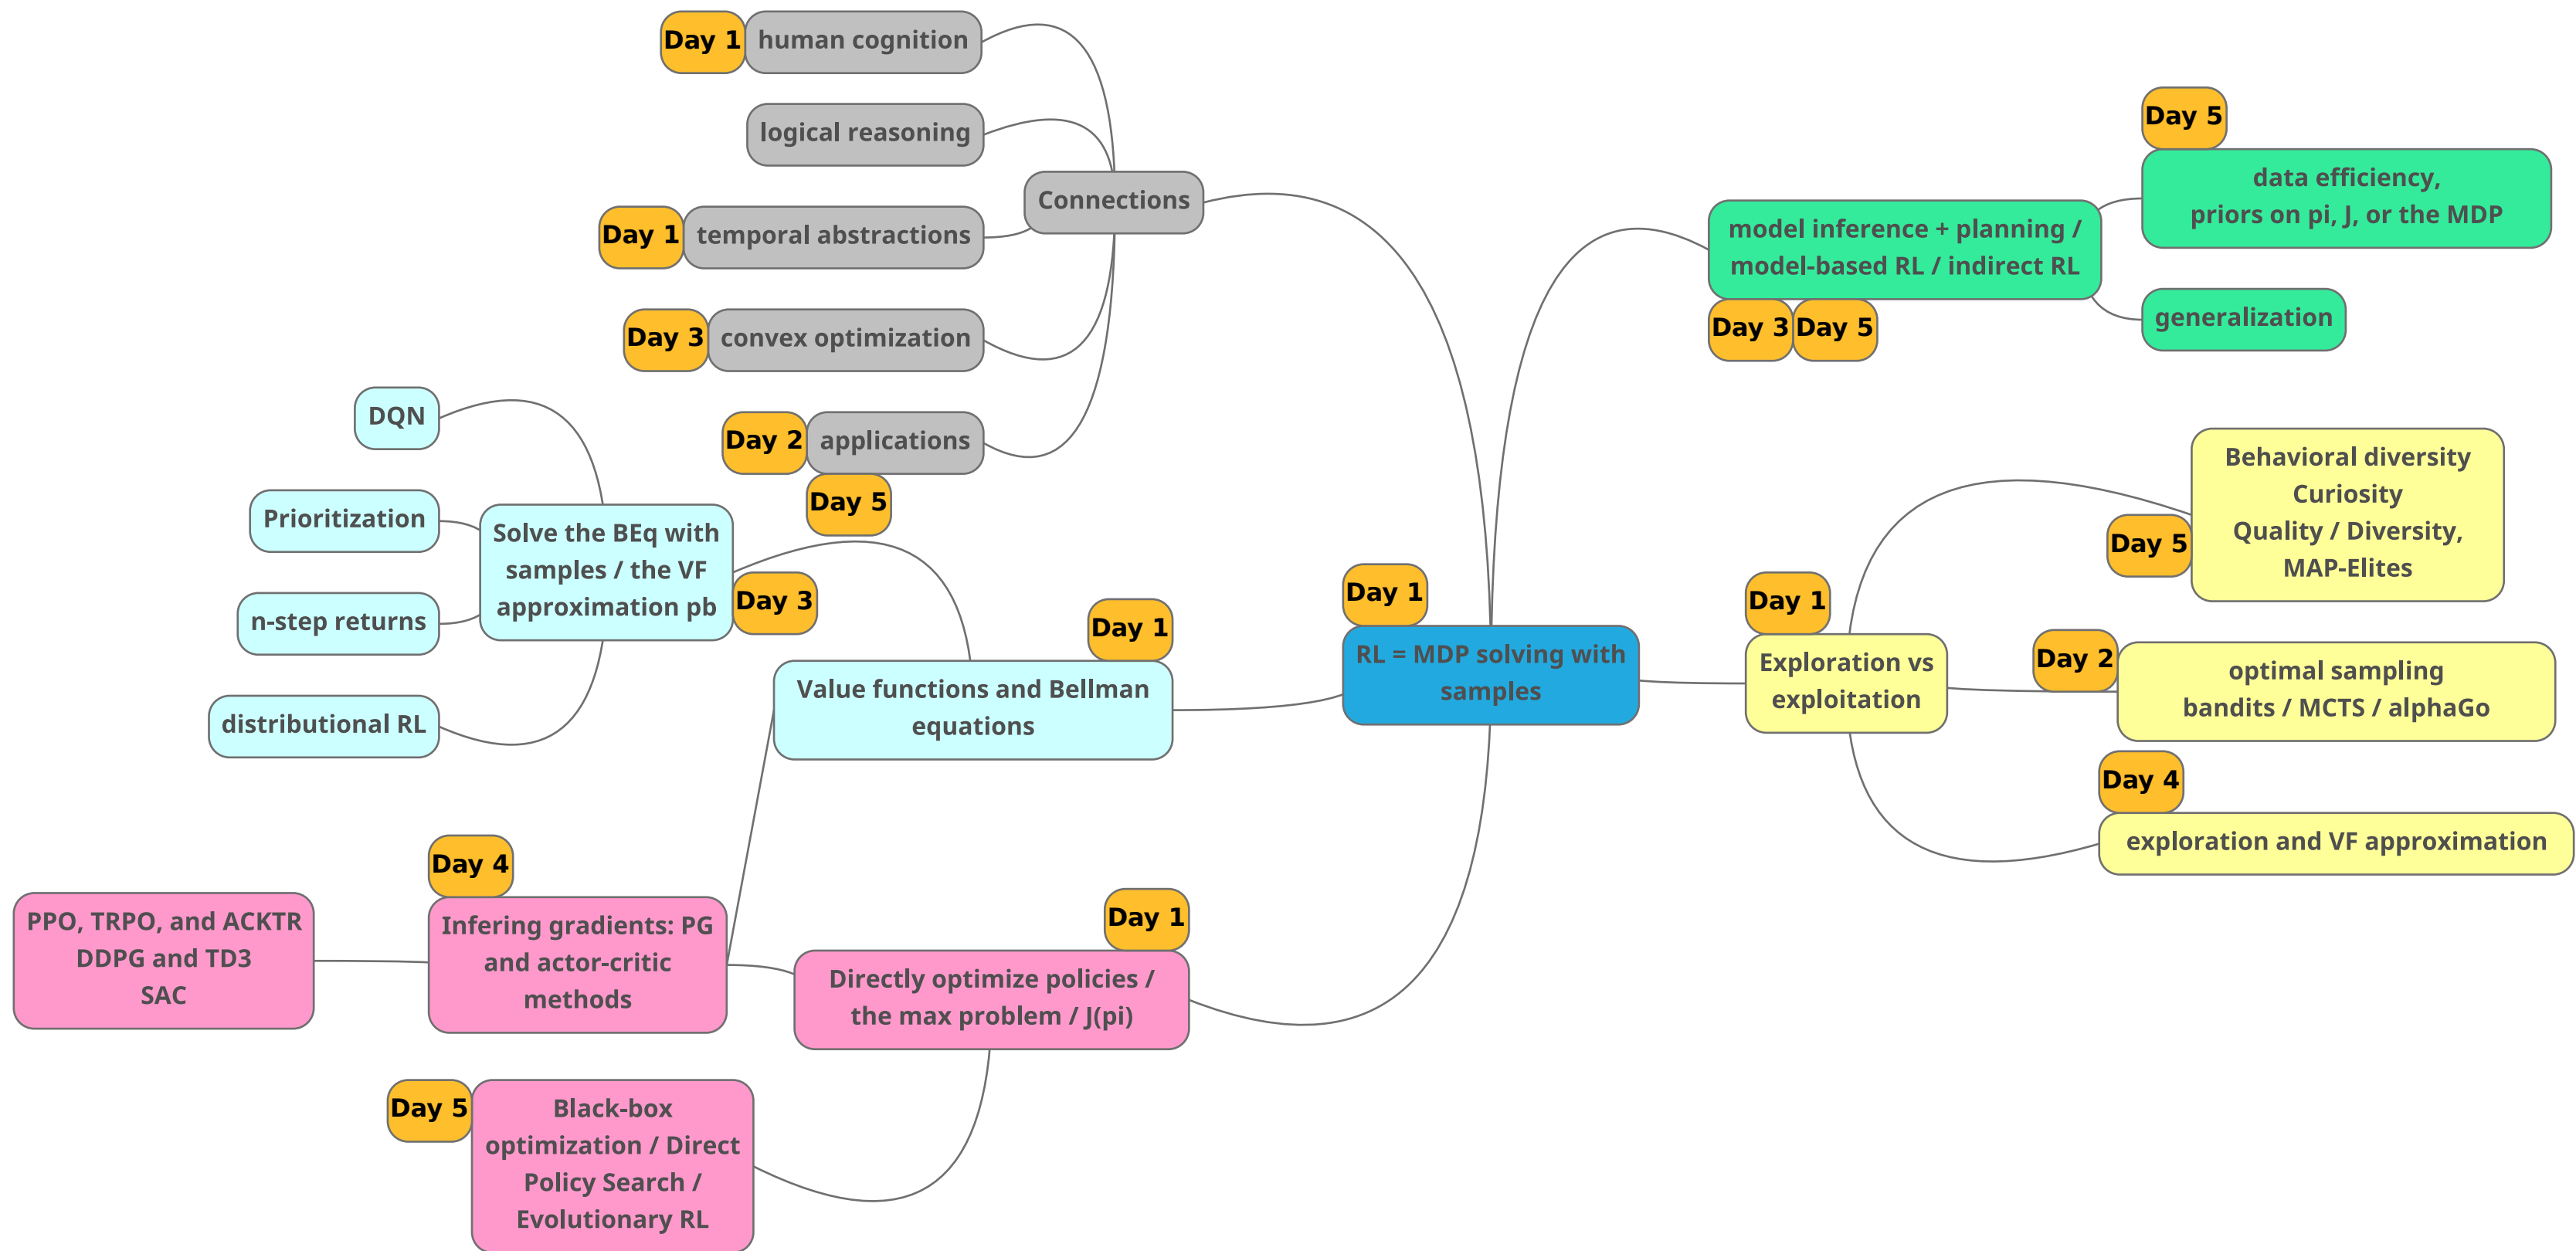 Day 1
human cognition
logical reasoning
Connections
Day 1
temporal abstractions
Day 3
convex optimization
Day 2
applications
Day 5
DQN
Prioritization
n-step returns
distributional RL
Solve the BEq with
samples / the VF
approximation pb
Day 3
Day 1
Value functions and Bellman
equations
Day 1
RL = MDP solving with
samples
Day 4
Infering gradients: PG
and actor-critic
methods
PPO, TRPO, and ACKTR
DDPG and TD3
SAC
Day 1
Directly optimize policies /
the max problem / J(pi)
Day 5
Black-box
optimization / Direct
Policy Search /
Evolutionary RL
model inference + planning /
model-based RL / indirect RL
Day 3
Day 5
Day 5
data efficiency,
priors on pi, J, or the MDP
generalization
Day 1
Exploration vs
exploitation
Behavioral diversity
Curiosity
Quality / Diversity,
MAP-Elites
Day 5
Day 2
optimal sampling
bandits / MCTS / alphaGo
Day 4
exploration and VF approximation